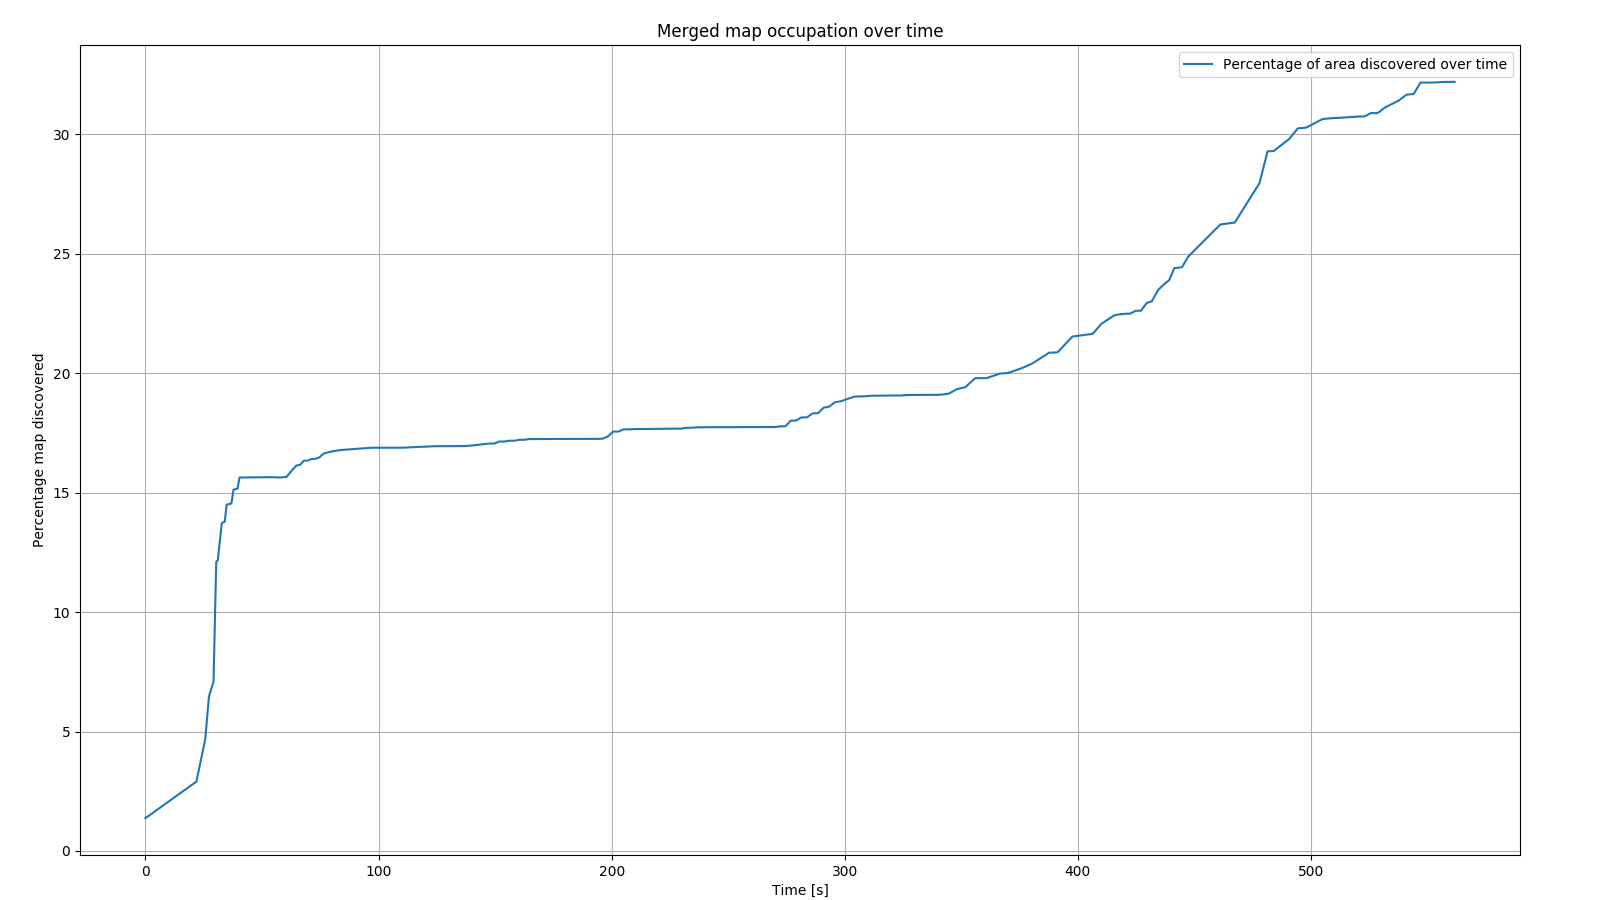 Merged map occupation over time
Percentage of area discovered over time
Percentage map discovered
30
25
20
15
10
5
0
0 100 200 300 400 500
Time [s]